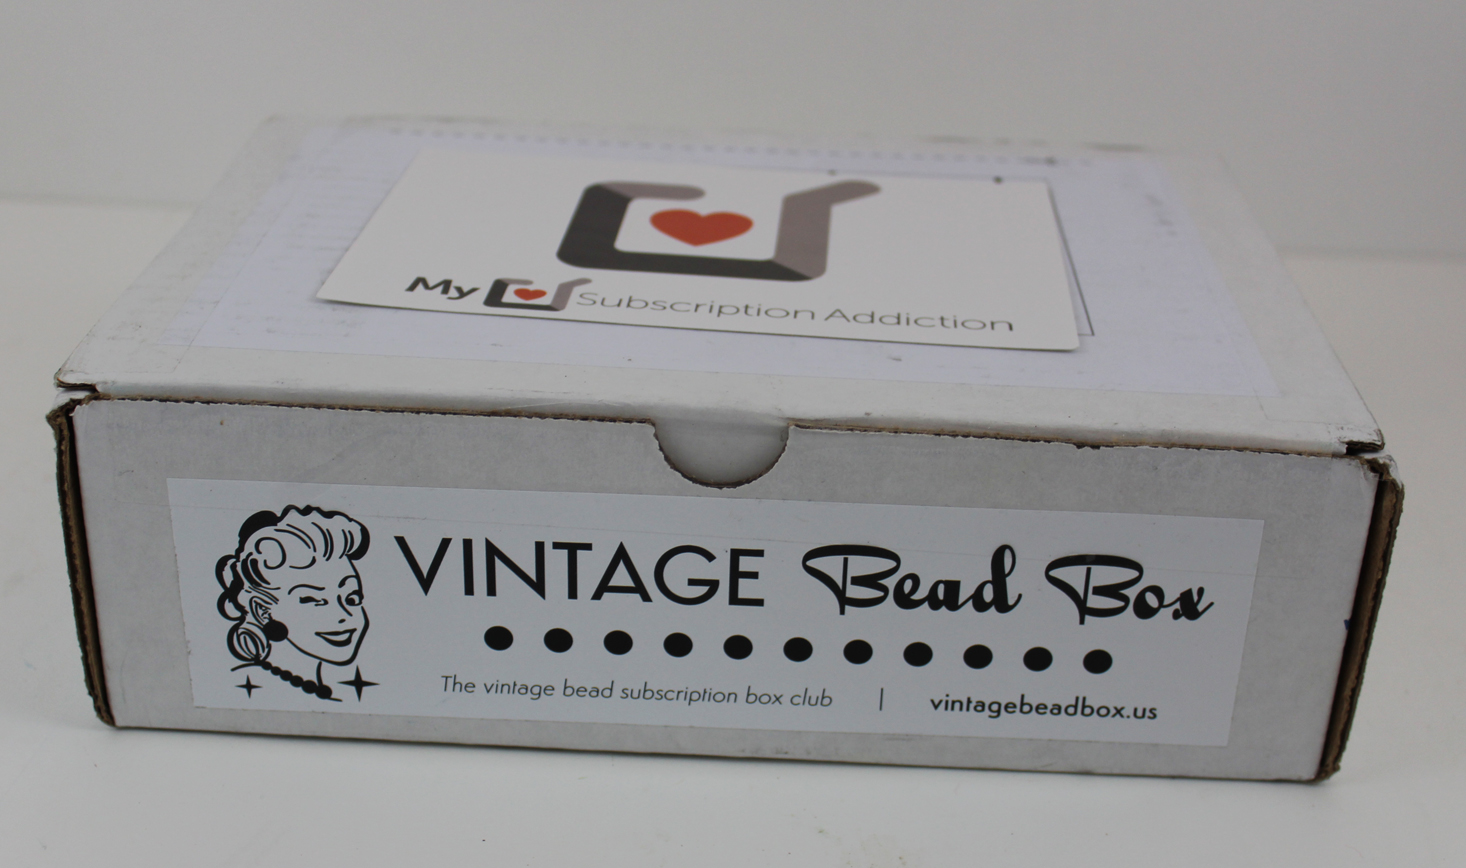 My Subscription Addiction
VINTAGE Bead Box
The vintage bead subscription box club | vintagebeadbox.us